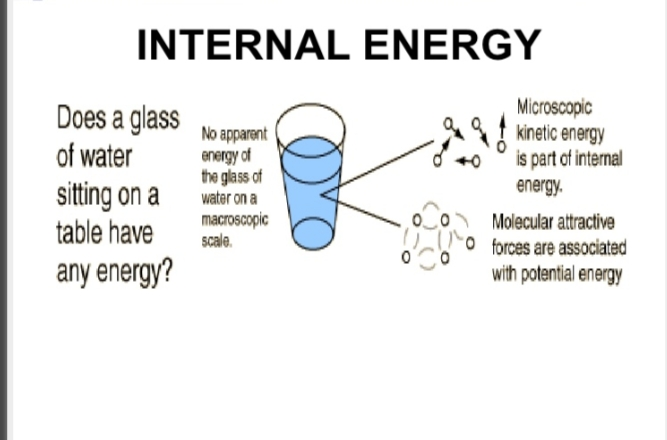 INTERNAL ENERGY
Does a glass
of water
sitting on a
table have
any energy?
No apparent
energy of
the glass of
water on a
macroscopic
scale.
Microscopic
kinetic energy
is part of internal
energy.
Molecular attractive
forces are associated
with potential energy